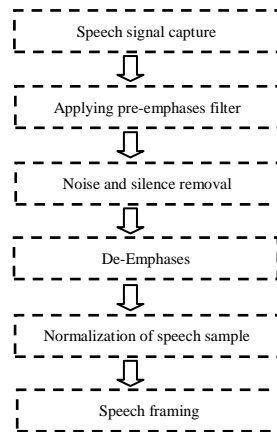 Speech signal capture
Applying pre-emphases filter
Noise and silence removal
De-Emphases
Normalization of speech sample
Speech framing